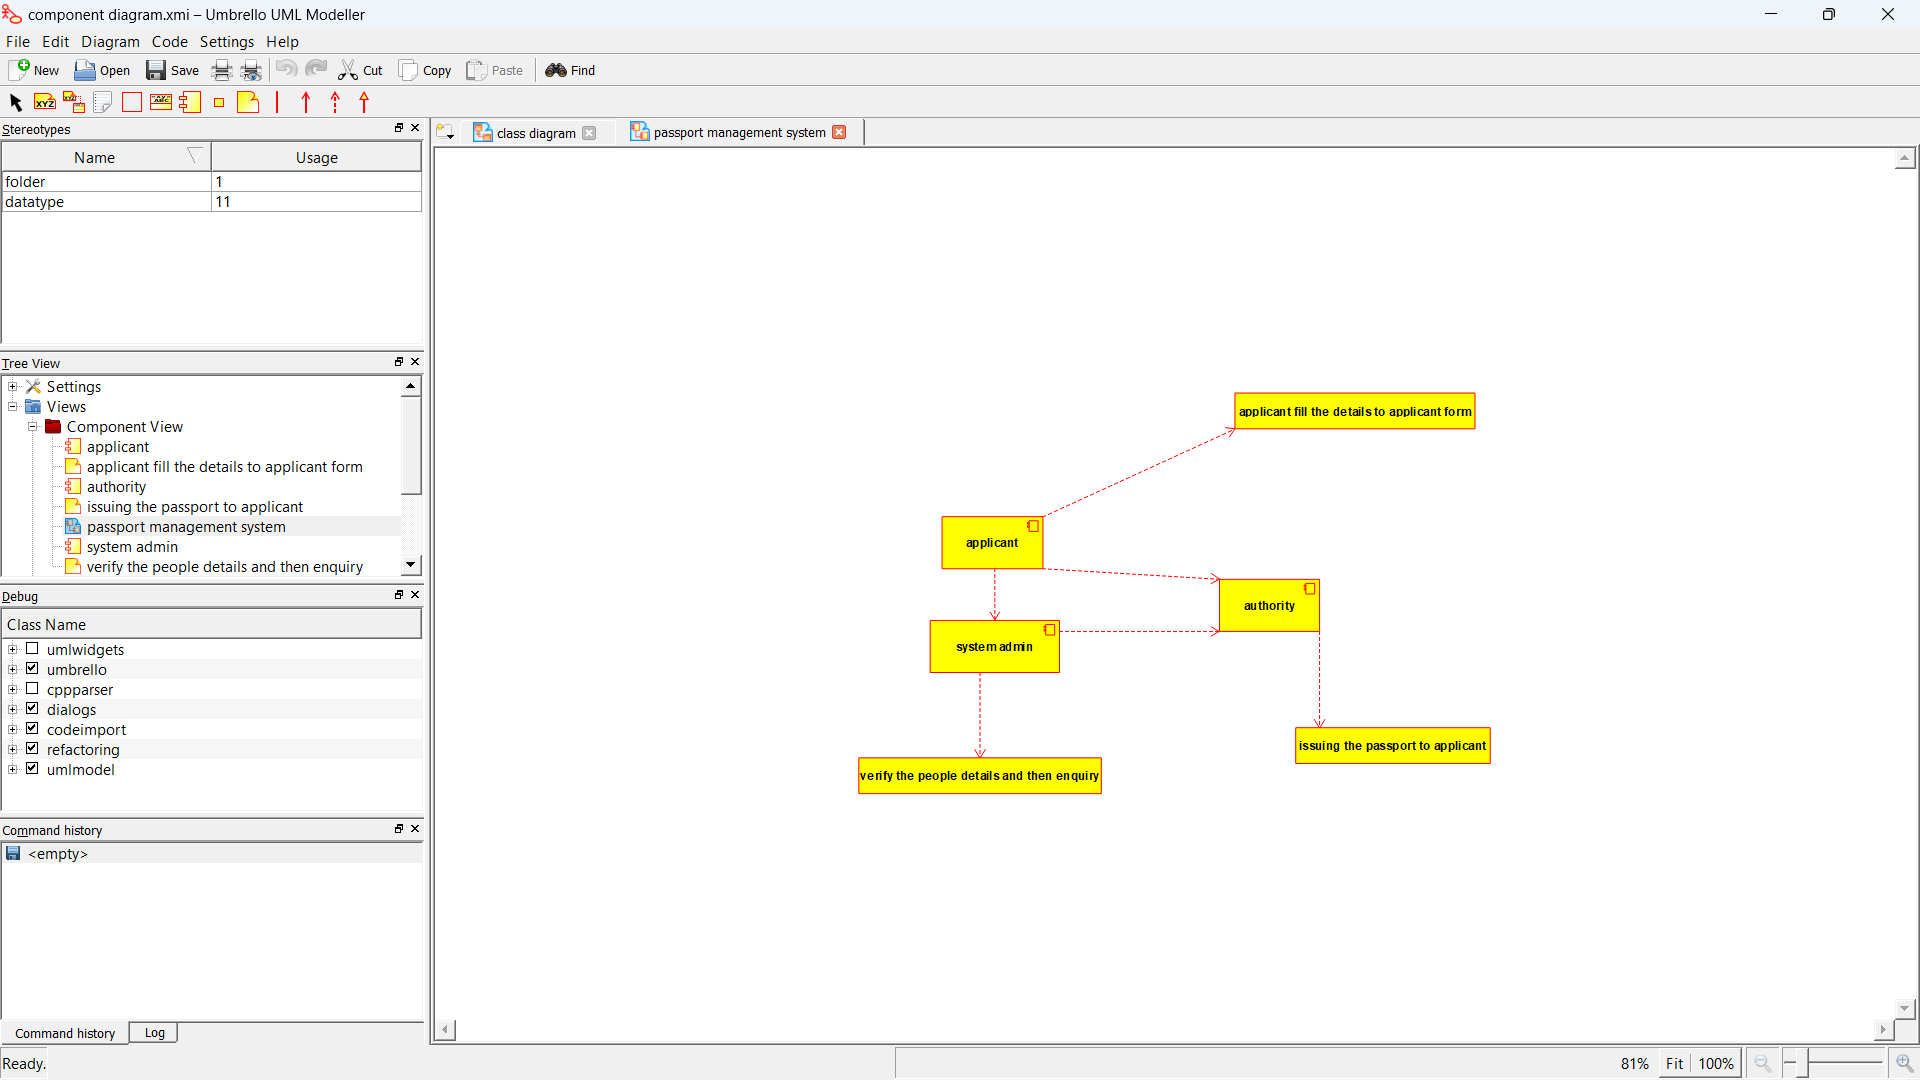 component diagram.xmi – Umbrello UML Modeller
File Edit Diagram Code Settings Help
New Open Save Cut Copy Paste Find
XYZ XYZ ABC
Stereotypes
class diagram
passport management system
Name Usage
folder 1
datatype 11
Tree View
Settings
Views
Component View
applicant
applicant fill the details to applicant form
authority
issuing the passport to applicant
passport management system
system admin
verify the people details and then enquiry
Debug
Class Name
umlwidgets
umbrello
cppparser
dialogs
codeimport
refactoring
umlmodel
Command history
<empty>
Command history Log
applicant fill the details to applicant form
applicant
authority
system admin
issuing the passport to applicant
verify the people details and then enquiry
Ready.
81% Fit 100%